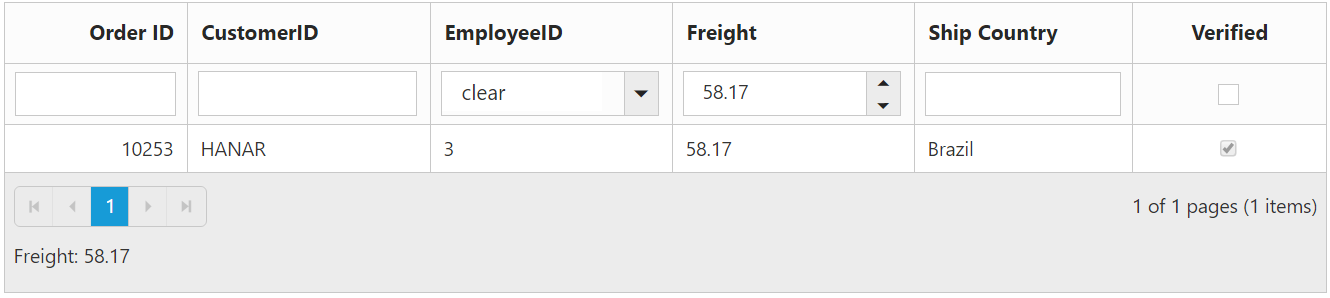 Order ID CustomerID EmployeeID Freight Ship Country Verified
clear 58.17
10253 HANAR 3 58.17 Brazil
1 1 of 1 pages (1 items)
Freight: 58.17